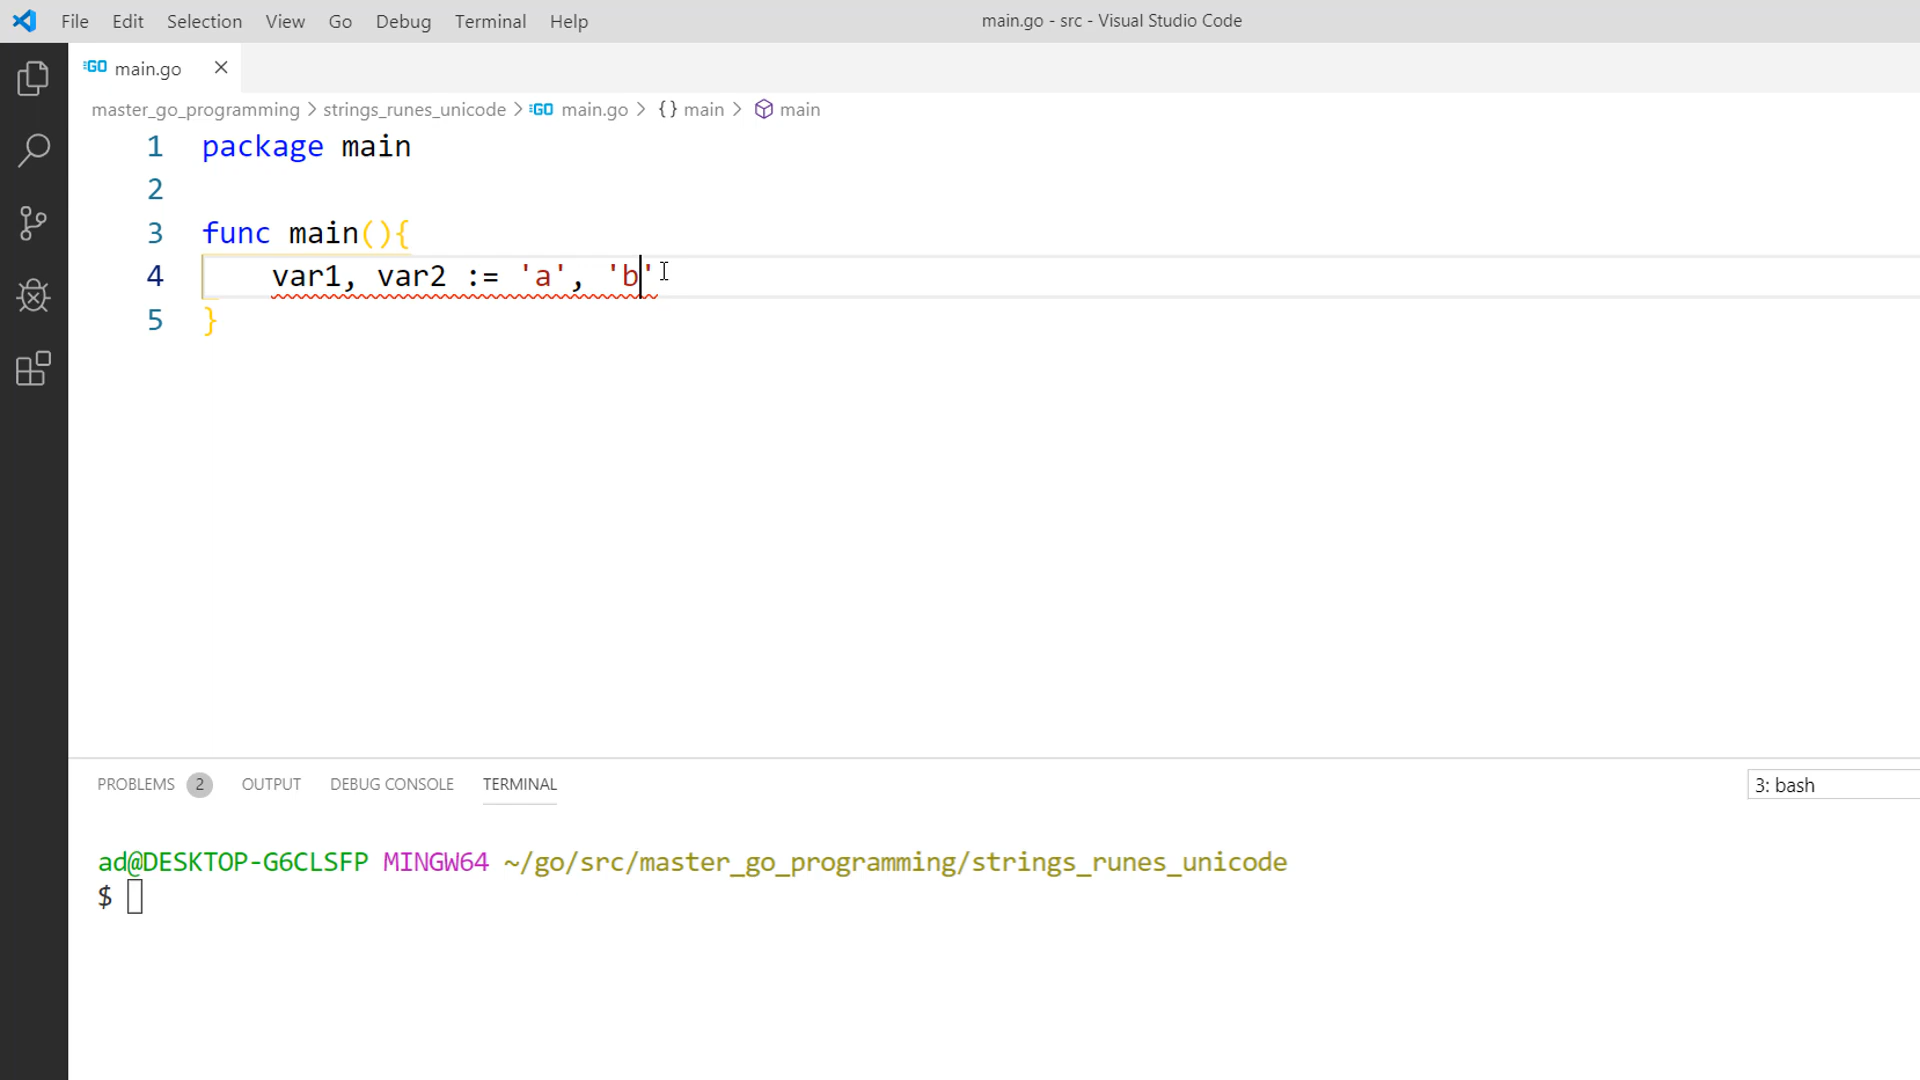 File Edit Selection View Go Debug Terminal Help main.go - src - Visual Studio Code
GO main.go
master_go_programming > strings_runes_unicode > GO main.go > {} main > main
1 package main
2
3 func main(){
4 var1, var2 := 'a', 'b'
5 }
PROBLEMS 2 OUTPUT DEBUG CONSOLE TERMINAL 3: bash
ad@DESKTOP-G6CLSFP MINGW64 ~/go/src/master_go_programming/strings_runes_unicode
$